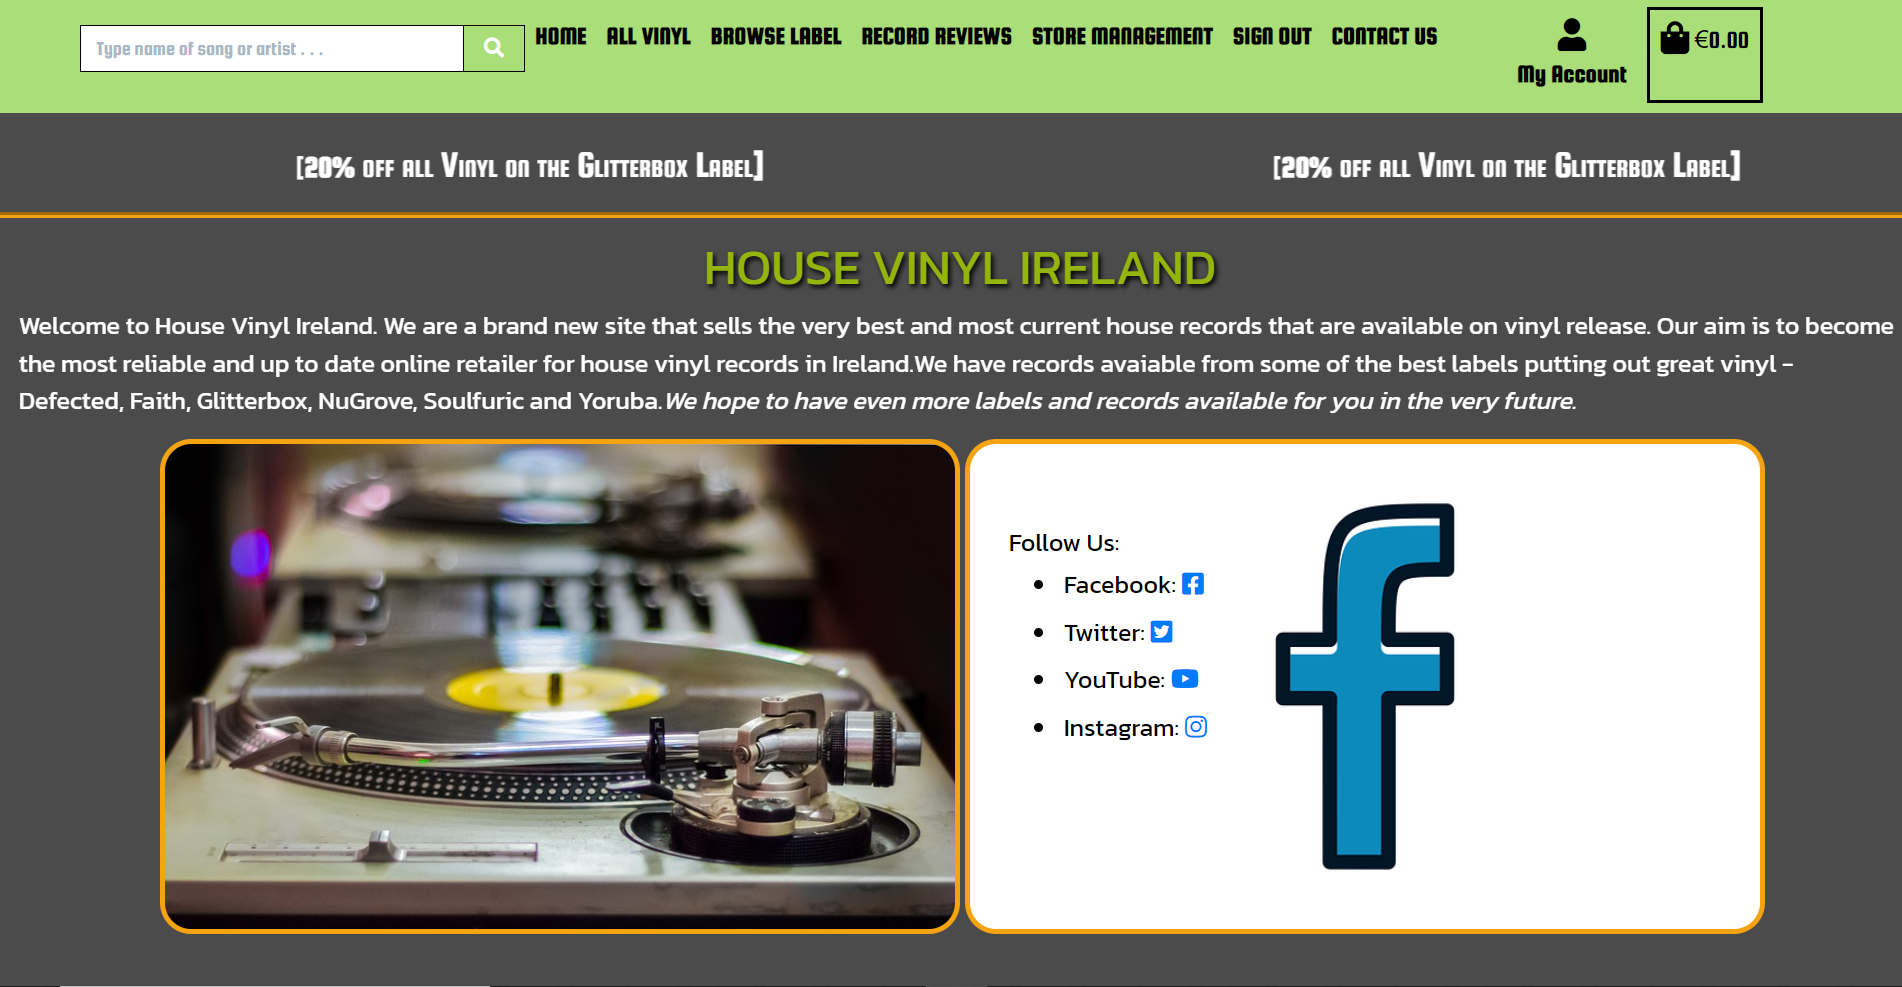 Type name of song or artist . . .
HOME ALL VINYL BROWSE LABEL RECORD REVIEWS STORE MANAGEMENT SIGN OUT CONTACT US
My Account
€0.00
[20% off all Vinyl on the Glitterbox Label] [20% off all Vinyl on the Glitterbox Label]
HOUSE VINYL IRELAND
Welcome to House Vinyl Ireland. We are a brand new site that sells the very best and most current house records that are available on vinyl release. Our aim is to become
the most reliable and up to date online retailer for house vinyl records in Ireland.We have records avaiable from some of the best labels putting out great vinyl –
Defected, Faith, Glitterbox, NuGrove, Soulfuric and Yoruba.We hope to have even more labels and records available for you in the very future.
Follow Us:
Facebook:
Twitter:
YouTube:
Instagram: